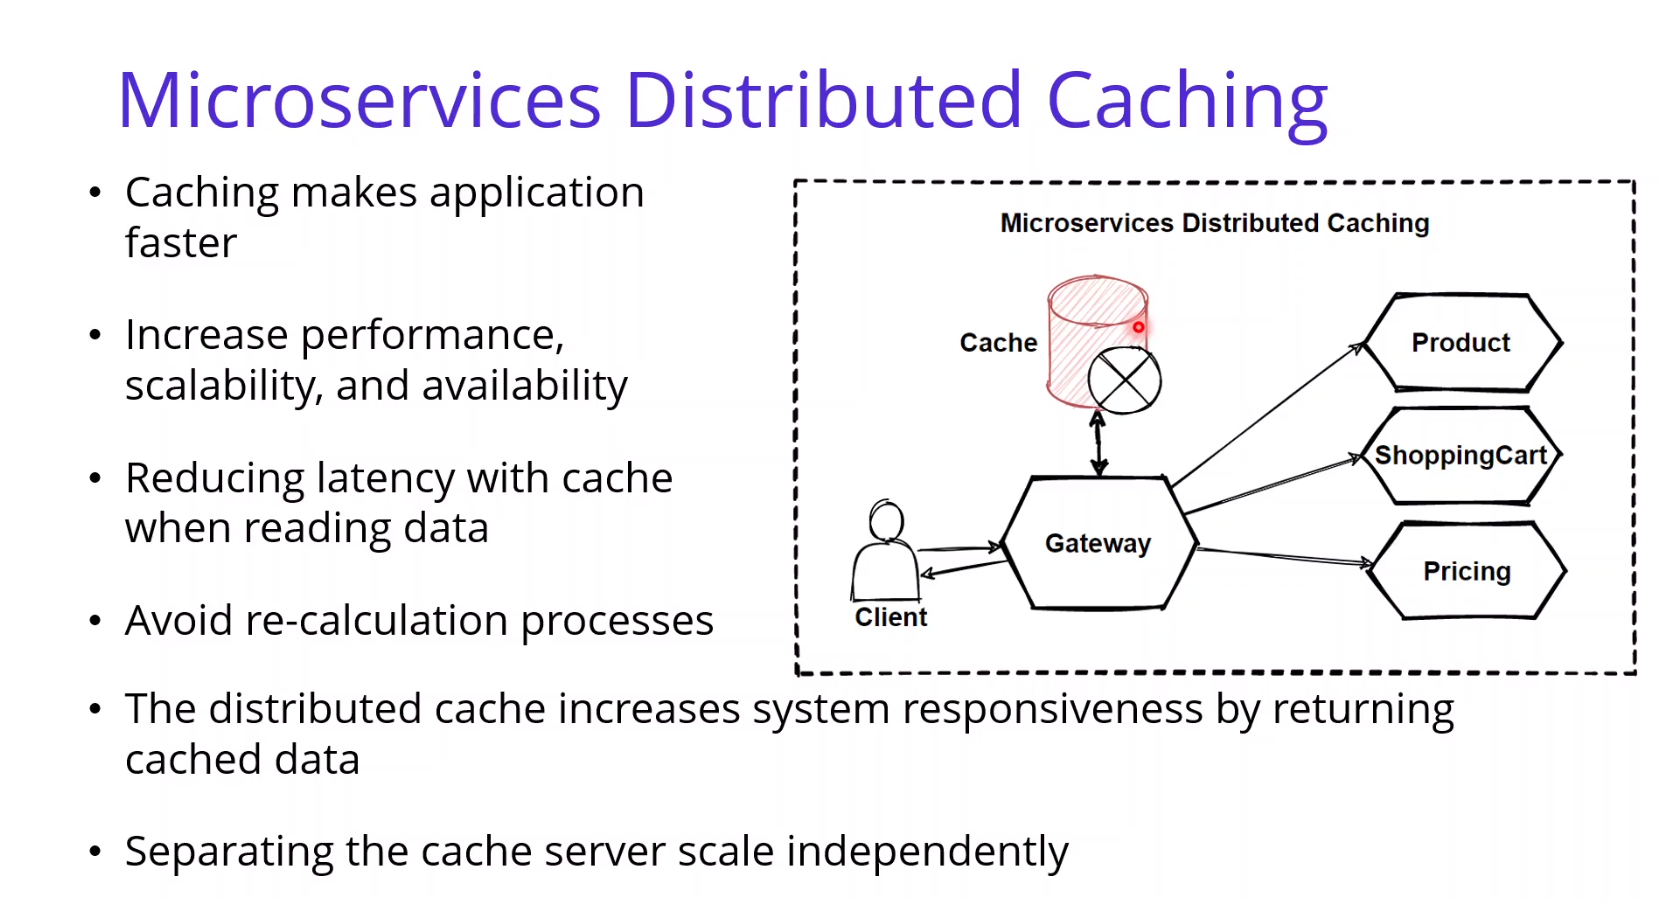 Microservices Distributed Caching
• Caching makes application
faster
• Increase performance,
scalability, and availability
• Reducing latency with cache
when reading data
• Avoid re-calculation processes
• The distributed cache increases system responsiveness by returning
cached data
• Separating the cache server scale independently
Microservices Distributed Caching
Cache
Product
ShoppingCart
Gateway
Pricing
Client